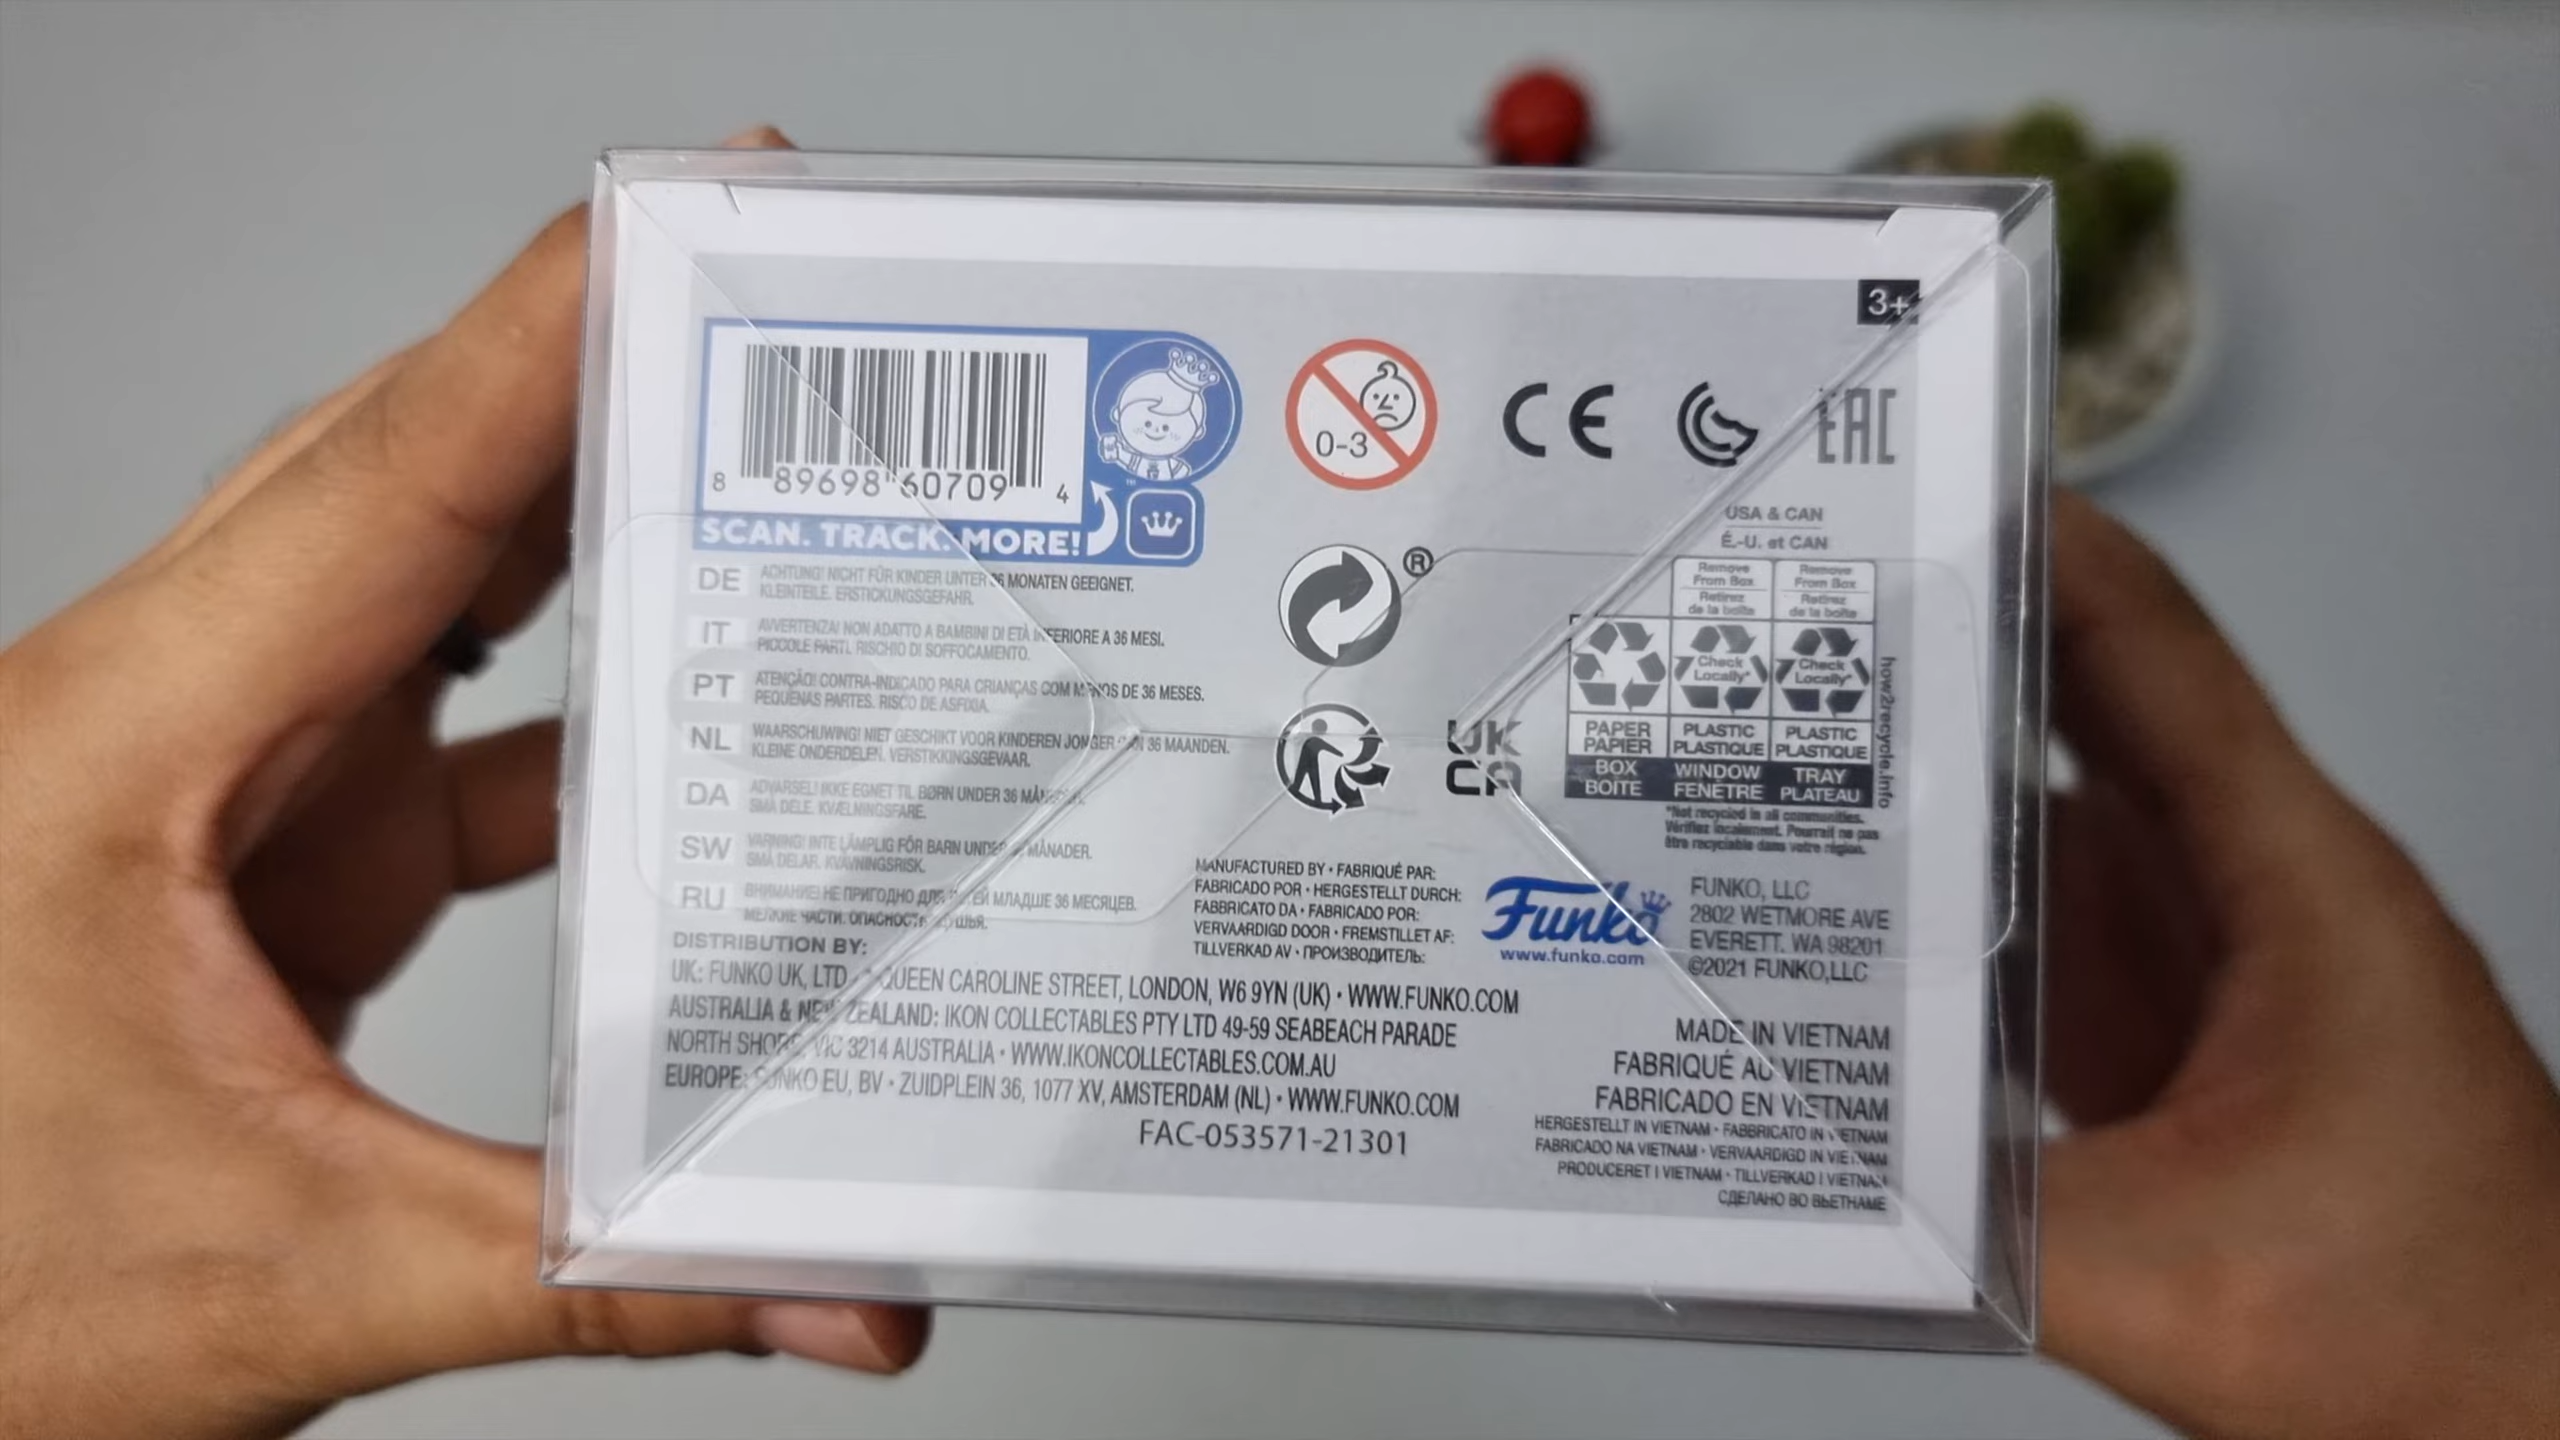 3+
8 89698 60709 4
SCAN. TRACK. MORE!
™
0-3
CE
EAC
USA & CAN
É.-U. et CAN
Remove
From Box
Retirez
de la boîte
Remove
From Box
Retirez
de la boîte
Check
Locally*
Check
Locally*
PAPER
PAPIER
PLASTIC
PLASTIQUE
PLASTIC
PLASTIQUE
BOX
BOÎTE
WINDOW
FENÊTRE
TRAY
PLATEAU
how2recycle.info
*Not recycled in all communities.
Vérifiez localement. Pourrait ne pas
être recyclable dans votre région.
®
UK
CA
DE ACHTUNG! NICHT FÜR KINDER UNTER 36 MONATEN GEEIGNET.
KLEINTEILE. ERSTICKUNGSGEFAHR.
IT AVVERTENZA! NON ADATTO A BAMBINI DI ETÀ INFERIORE A 36 MESI.
PICCOLE PARTI. RISCHIO DI SOFFOCAMENTO.
PT ATENÇÃO! CONTRA-INDICADO PARA CRIANÇAS COM MENOS DE 36 MESES.
PEQUENAS PARTES. RISCO DE ASFIXIA.
NL WAARSCHUWING! NIET GESCHIKT VOOR KINDEREN JONGER DAN 36 MAANDEN.
KLEINE ONDERDELEN. VERSTIKKINGSGEVAAR.
DA ADVARSEL! IKKE EGNET TIL BØRN UNDER 36 MÅNEDER.
SMÅ DELE. KVÆLNINGSFARE.
SW VARNING! INTE LÄMPLIG FÖR BARN UNDER MÅNADER.
SMÅ DELAR. KVÄVNINGSRISK.
RU ВНИМАНИЕ! НЕ ПРИГОДНО ДЛЯ ДЕТЕЙ МЛАДШЕ 36 МЕСЯЦЕВ.
МЕЛКИЕ ЧАСТИ. ОПАСНОСТЬ
DISTRIBUTION BY:
UK: FUNKO UK, LTD. QUEEN CAROLINE STREET, LONDON, W6 9YN (UK) • WWW.FUNKO.COM
AUSTRALIA & NEW ZEALAND: IKON COLLECTABLES PTY LTD 49-59 SEABEACH PARADE
NORTH SHORE, VIC 3214 AUSTRALIA • WWW.IKONCOLLECTABLES.COM.AU
EUROPE: FUNKO EU, BV • ZUIDPLEIN 36, 1077 XV, AMSTERDAM (NL) • WWW.FUNKO.COM
FAC-053571-21301
MANUFACTURED BY • FABRIQUÉ PAR:
FABRICADO POR • HERGESTELLT DURCH:
FABBRICATO DA • FABRICADO POR:
VERVAARDIGD DOOR • FREMSTILLET AF:
TILLVERKAD AV • ПРОИЗВОДИТЕЛЬ:
Funko
www.funko.com
FUNKO, LLC
2802 WETMORE AVE
EVERETT. WA 98201
©2021 FUNKO,LLC
MADE IN VIETNAM
FABRIQUÉ AU VIETNAM
FABRICADO EN VIETNAM
HERGESTELLT IN VIETNAM • FABBRICATO IN VIETNAM
FABRICADO NA VIETNAM • VERVAARDIGD IN VIETNAM
PRODUCERET I VIETNAM • TILLVERKAD I VIETNAM
СДЕЛАНО ВО ВЬЕТНАМЕ